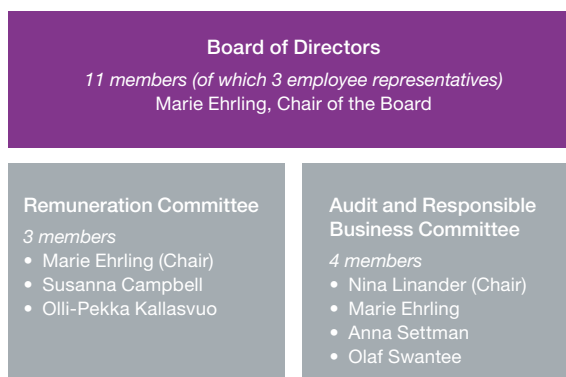 Board of Directors
11 members (of which 3 employee representatives)
Marie Ehrling, Chair of the Board
Remuneration Committee
3 members
• Marie Ehrling (Chair)
• Susanna Campbell
• Olli-Pekka Kallasvuo
Audit and Responsible
Business Committee
4 members
• Nina Linander (Chair)
• Marie Ehrling
• Anna Settman
• Olaf Swantee